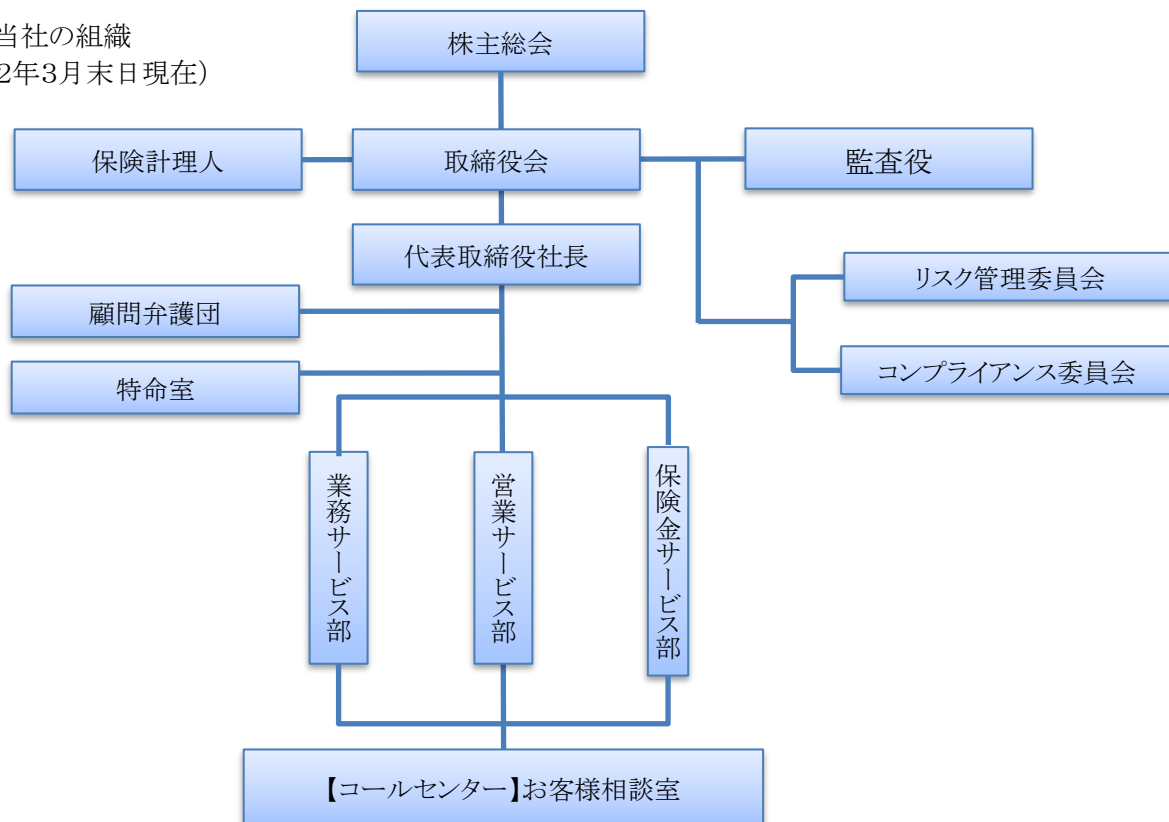 当社の組織
2年3月末日現在）
株主総会
保険計理人
取締役会
監査役
代表取締役社長
リスク管理委員会
顧問弁護団
コンプライアンス委員会
特命室
業務サービス部
営業サービス部
保険金サービス部
【コールセンター】お客様相談室